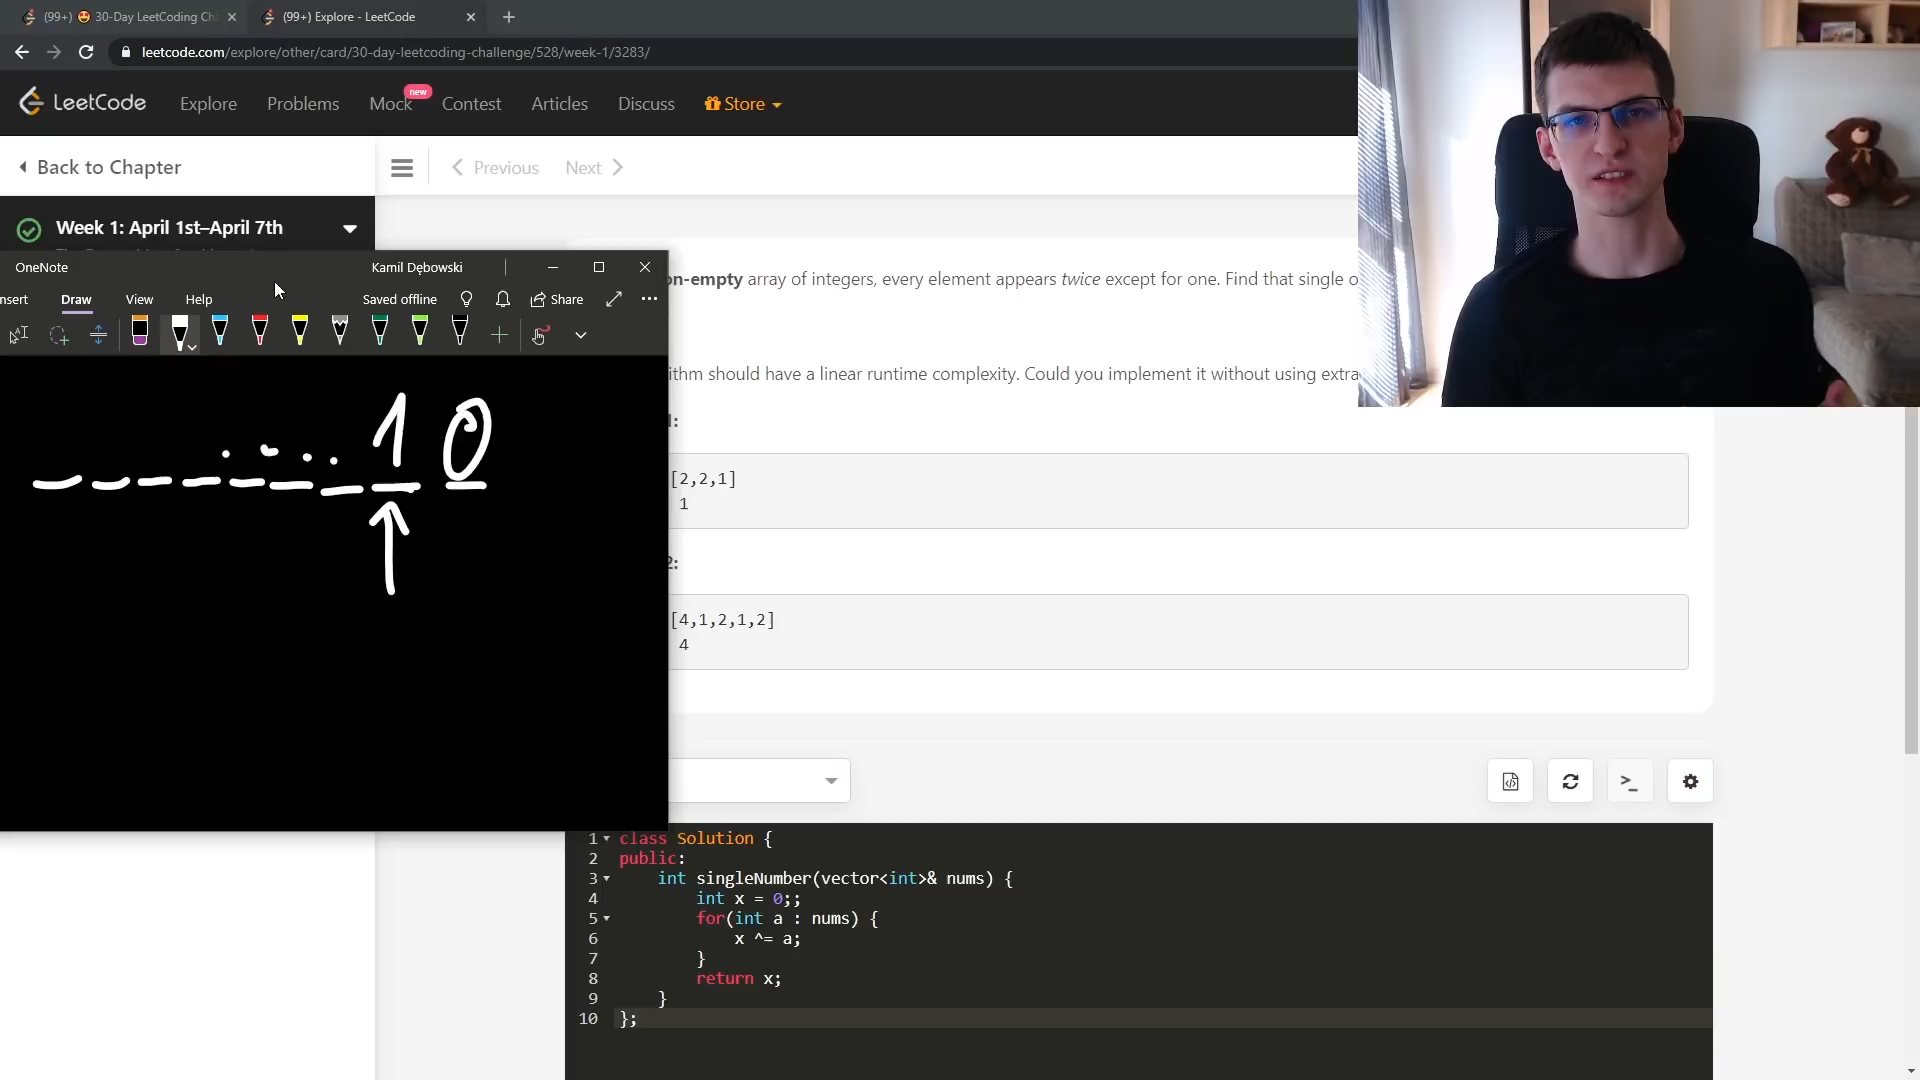 (99+) 😍 30-Day LeetCoding Ch
(99+) Explore - LeetCode
leetcode.com/explore/other/card/30-day-leetcoding-challenge/528/week-1/3283/
LeetCode
Explore
Problems
Mock
new
Contest
Articles
Discuss
Store
Back to Chapter
Previous
Next
Week 1: April 1st–April 7th
OneNote
Kamil Dębowski
nsert
Draw
View
Help
Saved offline
Share
.... 1 0
on-empty array of integers, every element appears twice except for one. Find that single o
ithm should have a linear runtime complexity. Could you implement it without using extra
1:
[2,2,1]
1
2:
[4,1,2,1,2]
4
1 class Solution {
2 public:
3 int singleNumber(vector<int>& nums) {
4 int x = 0;;
5 for(int a : nums) {
6 x ^= a;
7 }
8 return x;
9 }
10 };